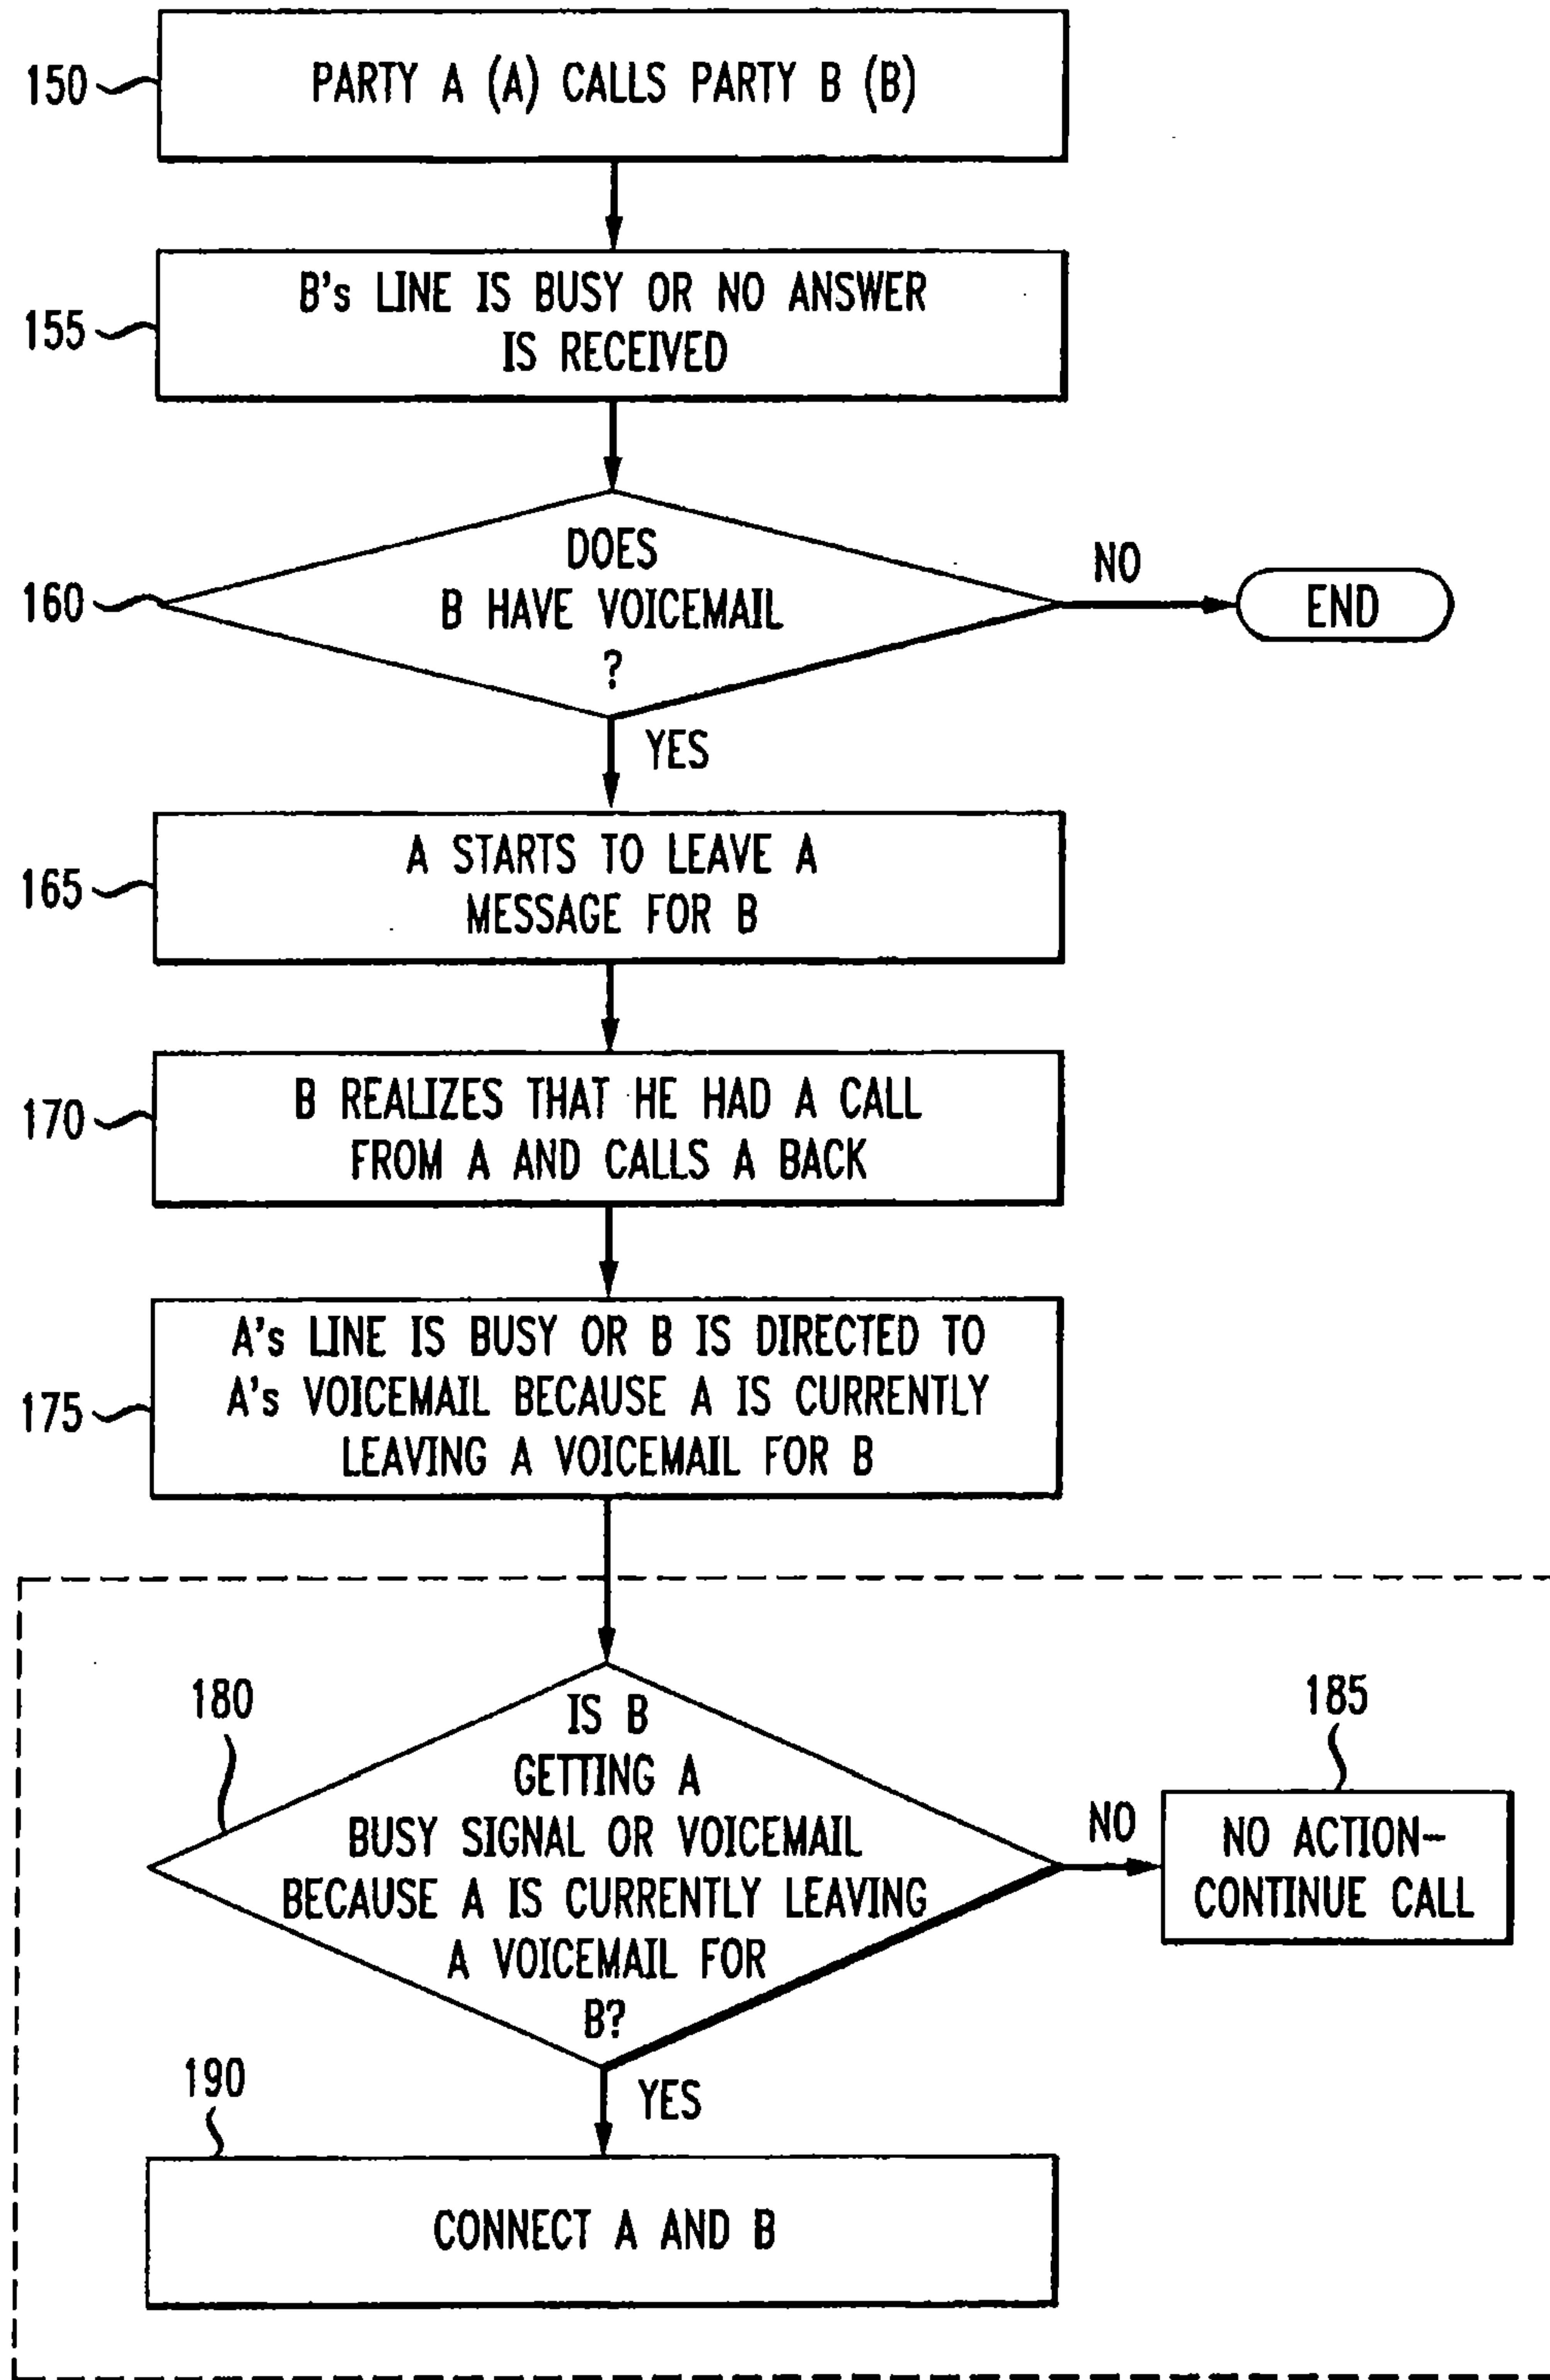 150
PARTY A (A) CALLS PARTY B (B)
155
B's LINE IS BUSY OR NO ANSWER
IS RECEIVED
160
DOES
B HAVE VOICEMAIL
?
NO
END
YES
165
A STARTS TO LEAVE A
MESSAGE FOR B
170
B REALIZES THAT HE HAD A CALL
FROM A AND CALLS A BACK
175
A's LINE IS BUSY OR B IS DIRECTED TO
A's VOICEMAIL BECAUSE A IS CURRENTLY
LEAVING A VOICEMAIL FOR B
180
IS B
GETTING A
BUSY SIGNAL OR VOICEMAIL
BECAUSE A IS CURRENTLY LEAVING
A VOICEMAIL FOR
B?
NO
185
NO ACTION-
CONTINUE CALL
YES
190
CONNECT A AND B